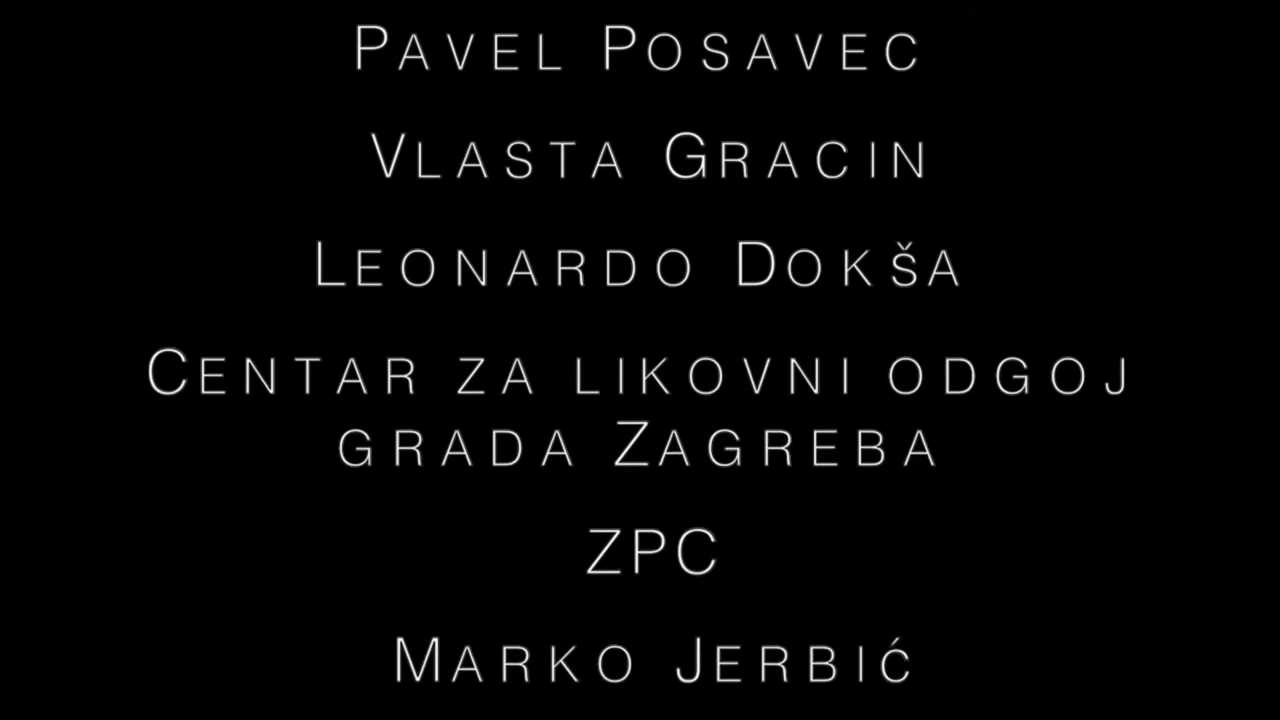 Pavel Posavec
Vlasta Gracin
Leonardo Dokša
Centar za likovni odgoj
grada Zagreba
ZPC
Marko Jerbić